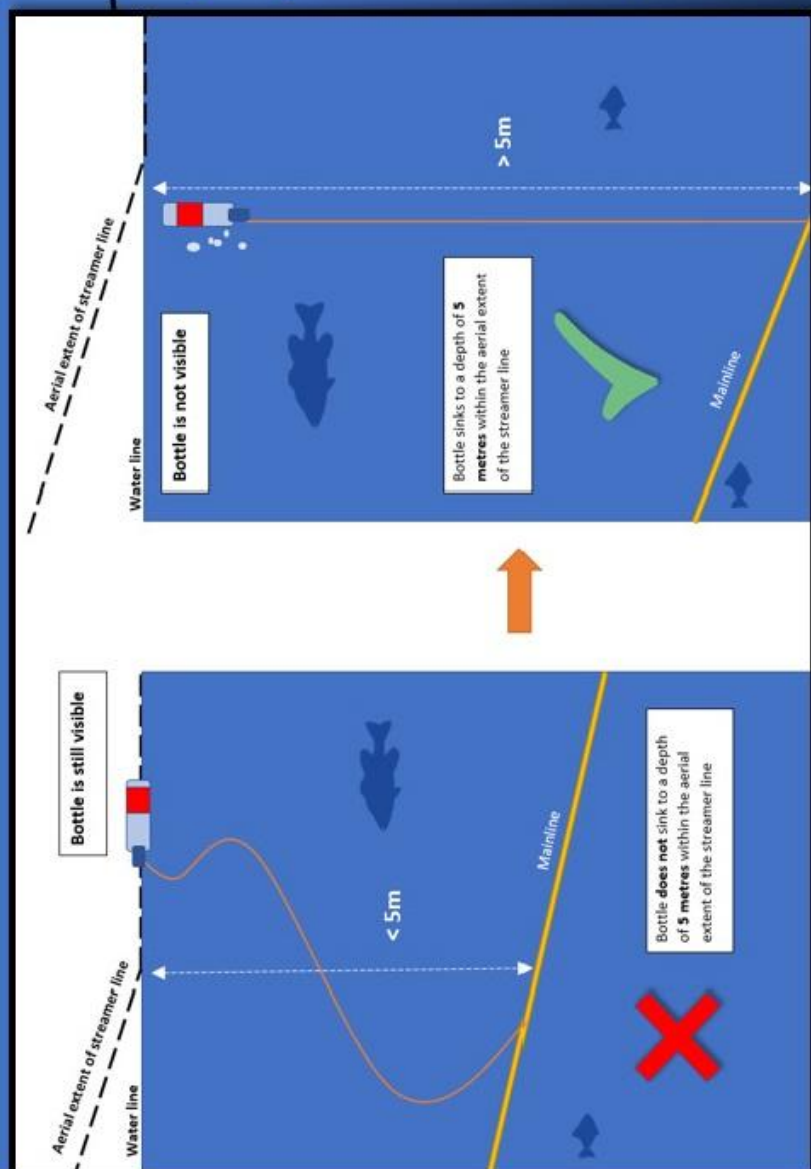 Aerial extent of streamer line
Water line
Bottle is still visible
< 5m
Mainline
Bottle does not sink to a depth
of 5 metres within the aerial
extent of the streamer line
Aerial extent of streamer line
Water line
Bottle is not visible
> 5m
Bottle sinks to a depth of 5
metres within the aerial extent
of the streamer line
Mainline